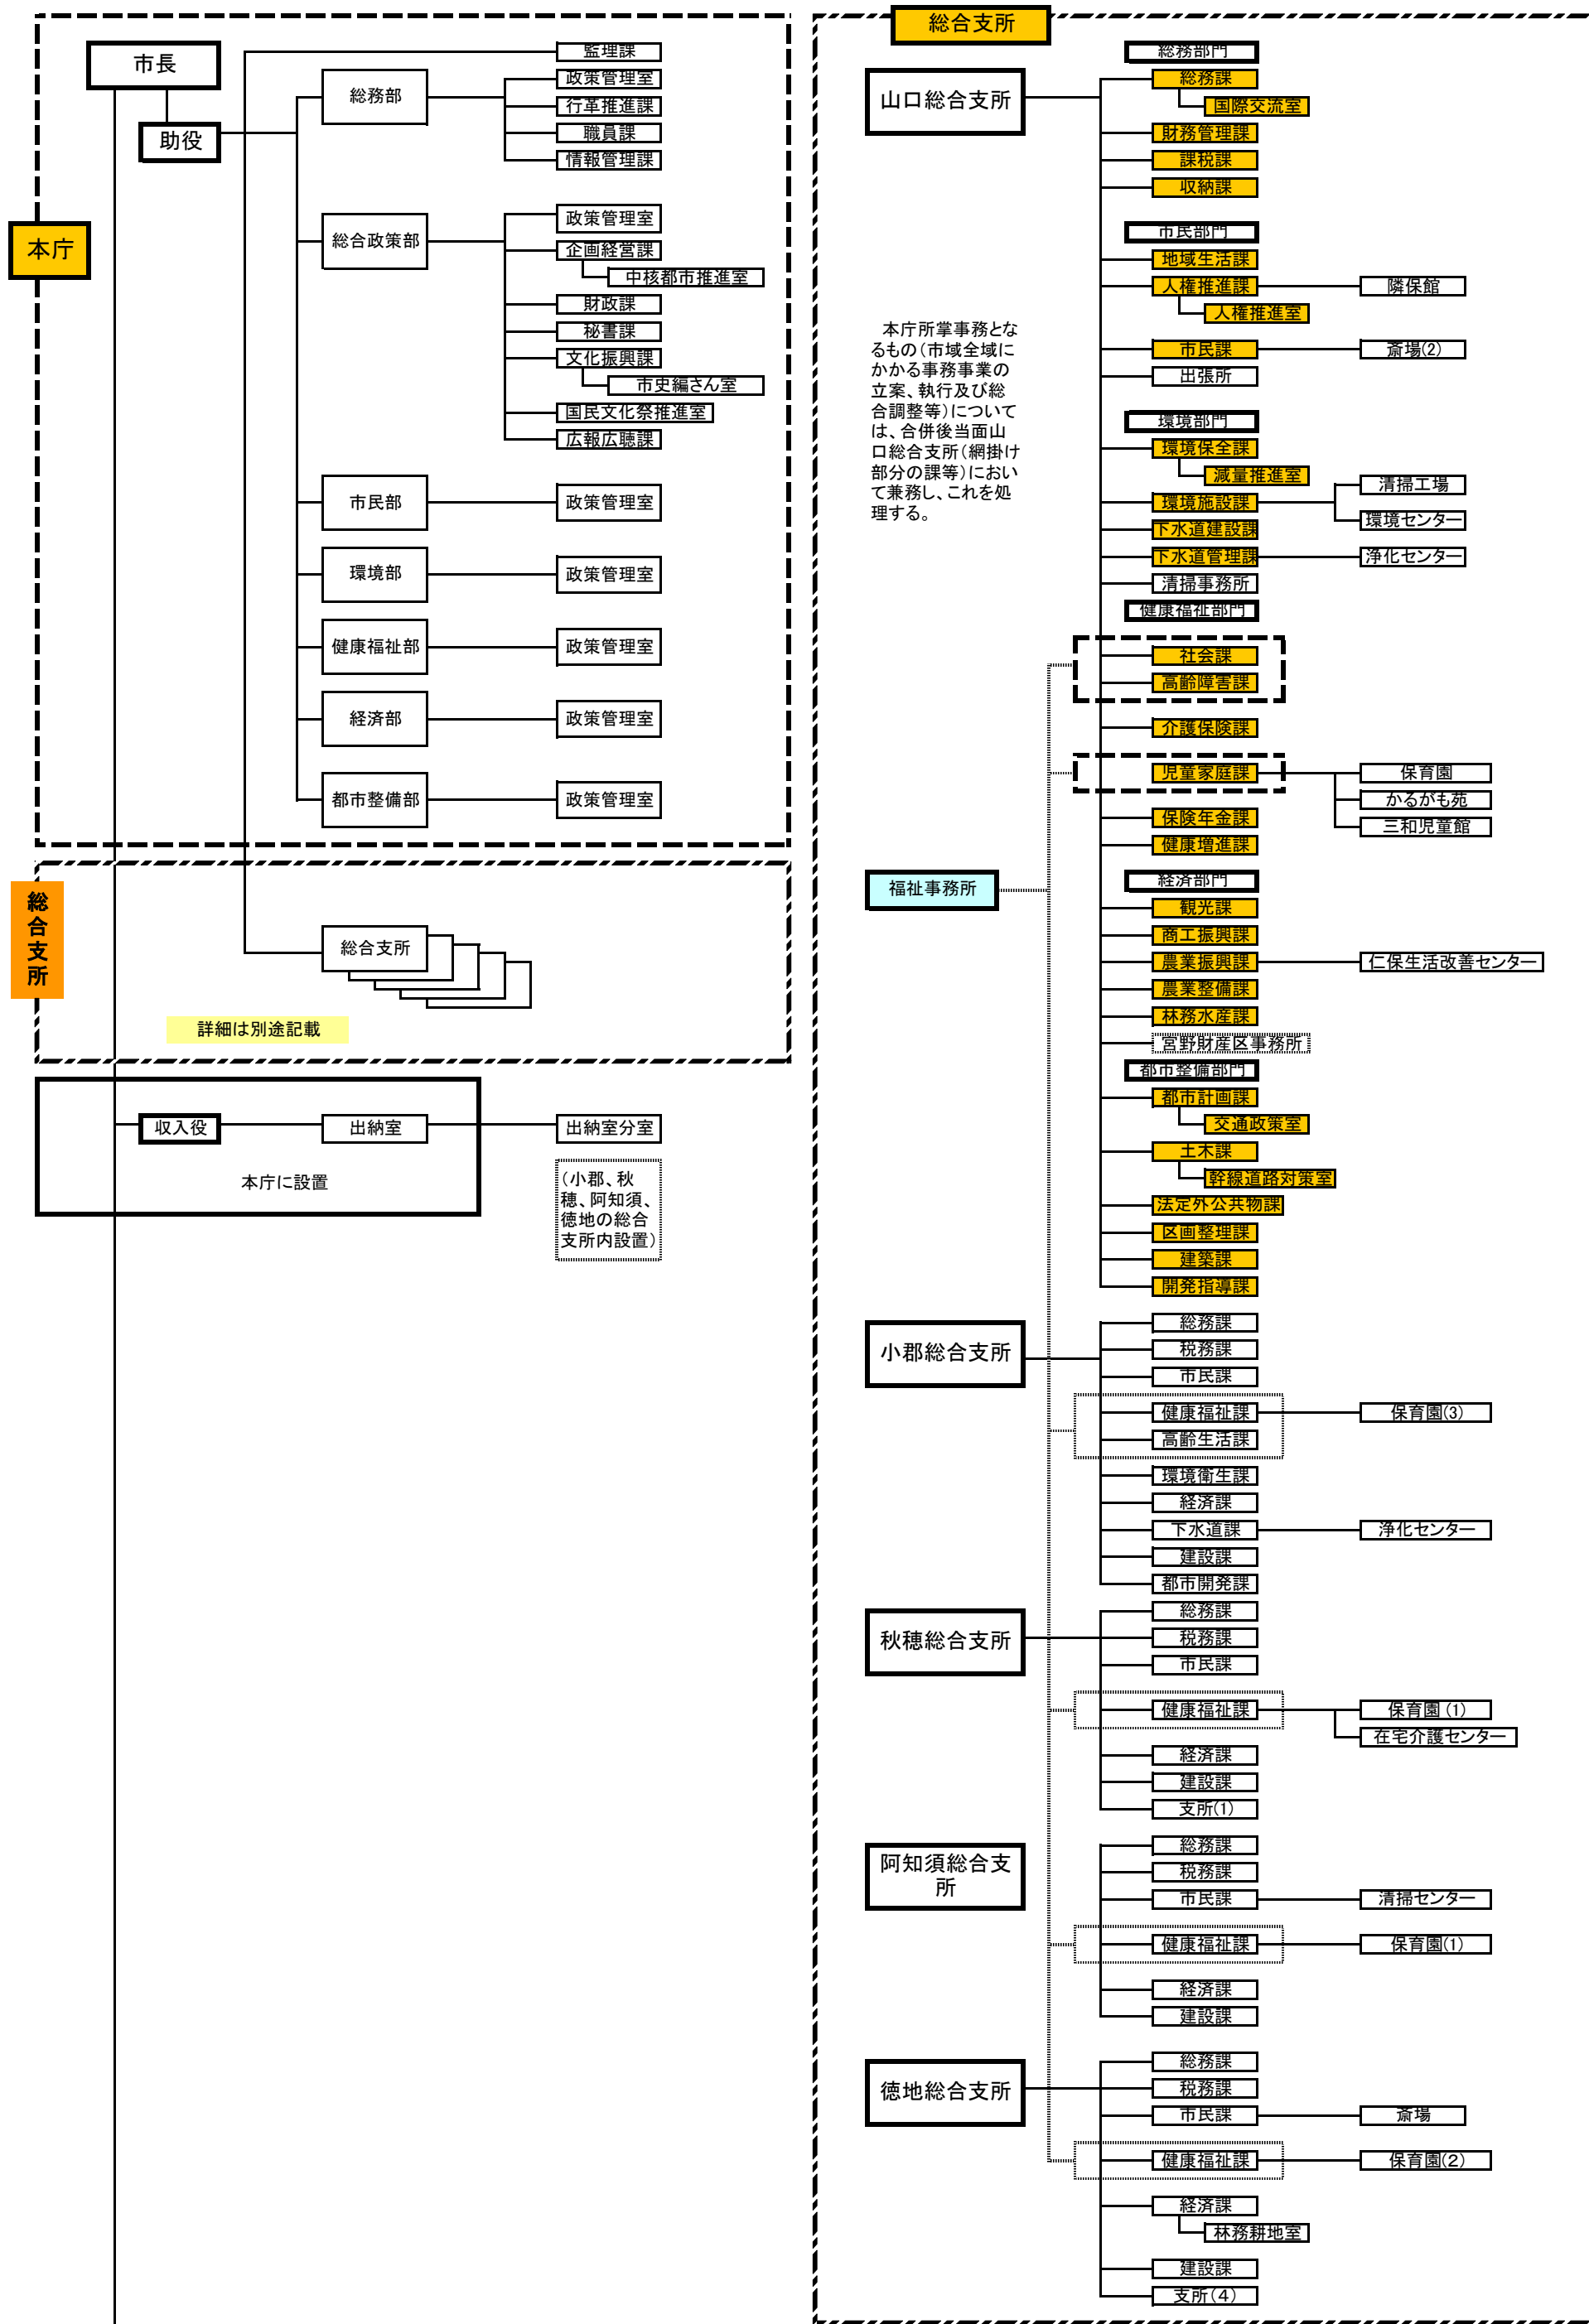 本庁
市長
助役
監理課
総務部
政策管理室
行革推進課
職員課
情報管理課
総合政策部
政策管理室
企画経営課
中核都市推進室
財政課
秘書課
文化振興課
市史編さん室
国民文化祭推進室
広報広聴課
市民部
政策管理室
環境部
政策管理室
健康福祉部
政策管理室
経済部
政策管理室
都市整備部
政策管理室
総
合
支
所
総合支所
詳細は別途記載
収入役
出納室
出納室分室
本庁に設置
（小郡、秋
穂、阿知須、
徳地の総合
支所内設置）
総合支所
山口総合支所
総務部門
総務課
国際交流室
財務管理課
課税課
収納課
市民部門
地域生活課
人権推進課
隣保館
人権推進室
市民課
斎場(2)
出張所
本庁所掌事務とな
るもの（市域全域に
かかる事務事業の
立案、執行及び総
合調整等）について
は、合併後当面山
口総合支所（網掛け
部分の課等）におい
て兼務し、これを処
理する。
環境部門
環境保全課
減量推進室
清掃工場
環境施設課
環境センター
下水道建設課
下水道管理課
浄化センター
清掃事務所
健康福祉部門
社会課
高齢障害課
介護保険課
児童家庭課
保育園
かるがも苑
三和児童館
保険年金課
健康増進課
福祉事務所
経済部門
観光課
商工振興課
農業振興課
仁保生活改善センター
農業整備課
林務水産課
宮野財産区事務所
都市整備部門
都市計画課
交通政策室
土木課
幹線道路対策室
法定外公共物課
区画整理課
建築課
開発指導課
小郡総合支所
総務課
税務課
市民課
健康福祉課
保育園(3)
高齢生活課
環境衛生課
経済課
下水道課
浄化センター
建設課
都市開発課
秋穂総合支所
総務課
税務課
市民課
健康福祉課
保育園 (1)
在宅介護センター
経済課
建設課
支所(1)
阿知須総合支
所
総務課
税務課
市民課
清掃センター
健康福祉課
保育園(1)
経済課
建設課
徳地総合支所
総務課
税務課
市民課
斎場
健康福祉課
保育園(２)
経済課
林務耕地室
建設課
支所(４)